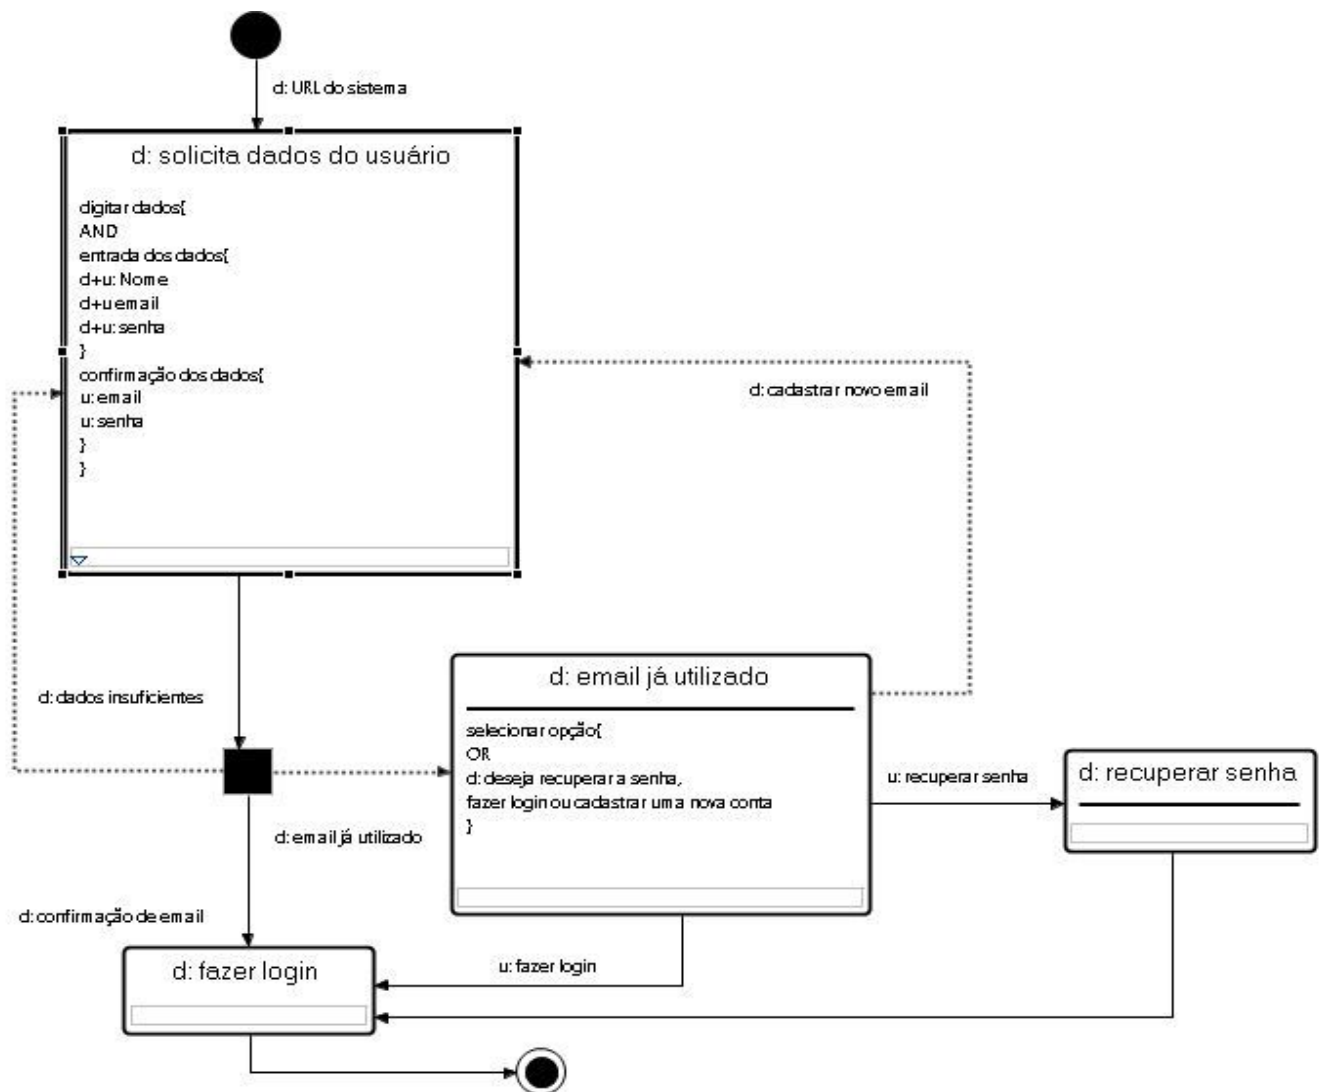 d: URL do sistema
d: solicita dados do usuário
digitar dados{
AND
entrada dos dados{
d+u: Nome
d+u email
d+u: senha
}
confirmação dos dados{
u: email
u: senha
}
}
d: cadastrar novo email
d: dados insuficientes
d: email já utilizado
selecionar opção{
OR
d: deseja recuperar a senha,
fazer login ou cadastrar uma nova conta
}
u: recuperar senha
d: recuperar senha
d: email já utilizado
d: confirmação de email
d: fazer login
u: fazer login